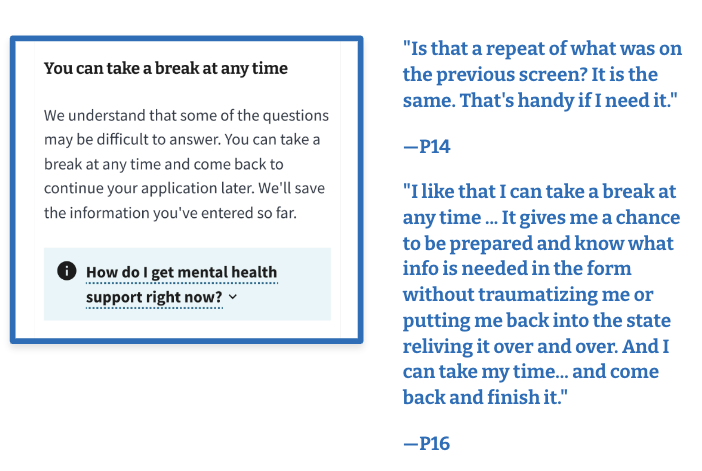 You can take a break at any time
We understand that some of the questions
may be difficult to answer. You can take a
break at any time and come back to
continue your application later. We'll save
the information you've entered so far.
How do I get mental health
support right now?
"Is that a repeat of what was on
the previous screen? It is the
same. That's handy if I need it."
—P14
"I like that I can take a break at
any time ... It gives me a chance
to be prepared and know what
info is needed in the form
without traumatizing me or
putting me back into the state
reliving it over and over. And I
can take my time... and come
back and finish it."
—P16